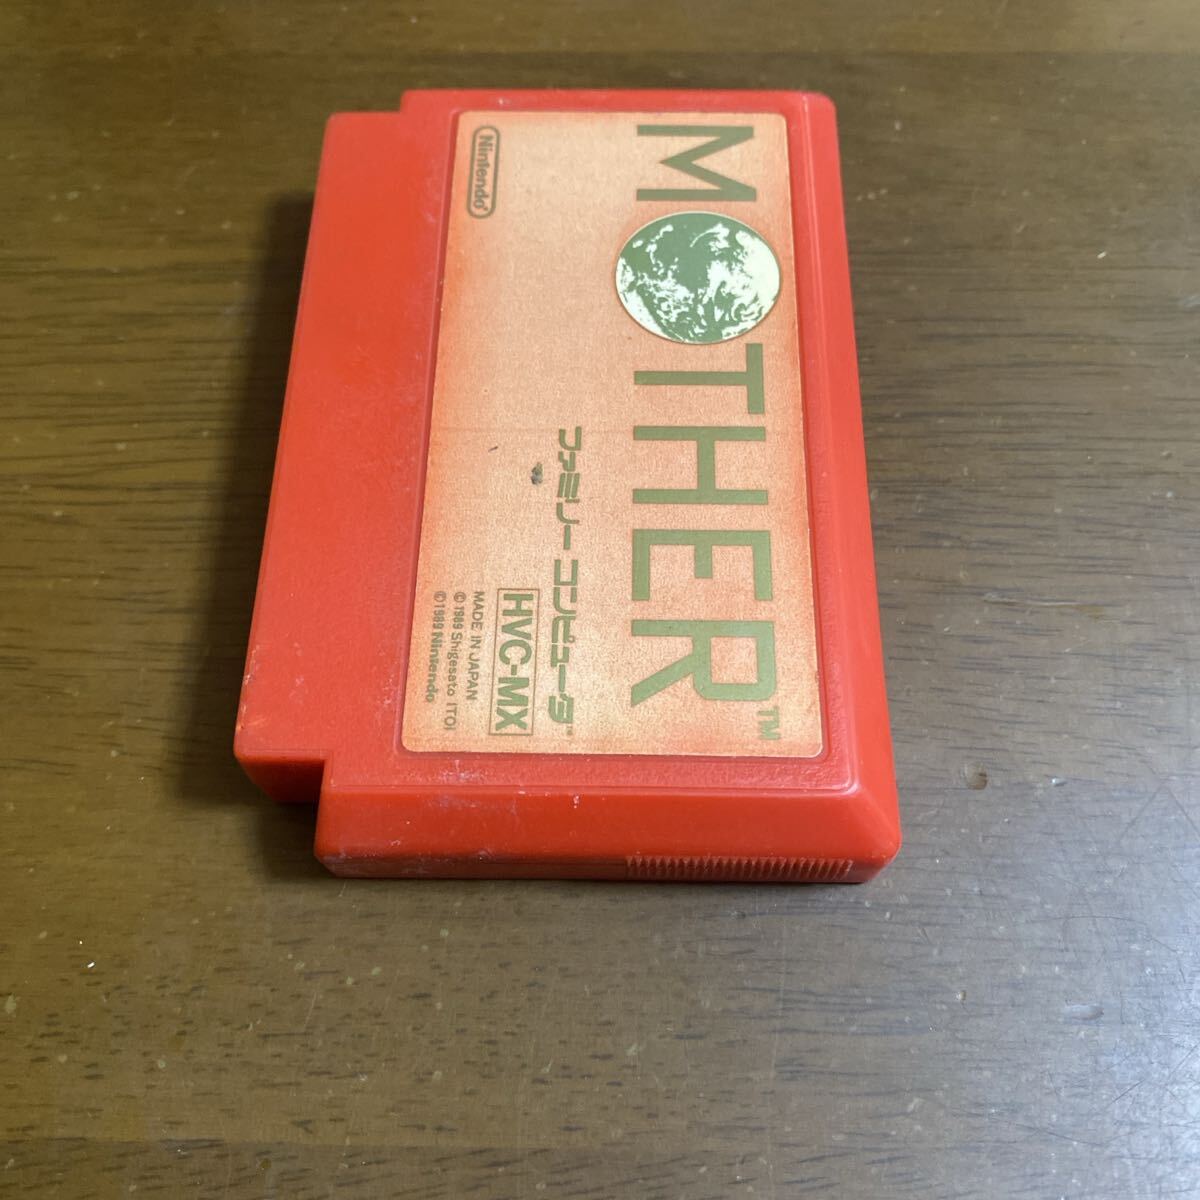 MOTHER™
ファミリーコンピュータ™
Nintendo®
HVC-MX
MADE IN JAPAN
© 1989 Shigesato ITOI
©1989 Nintendo